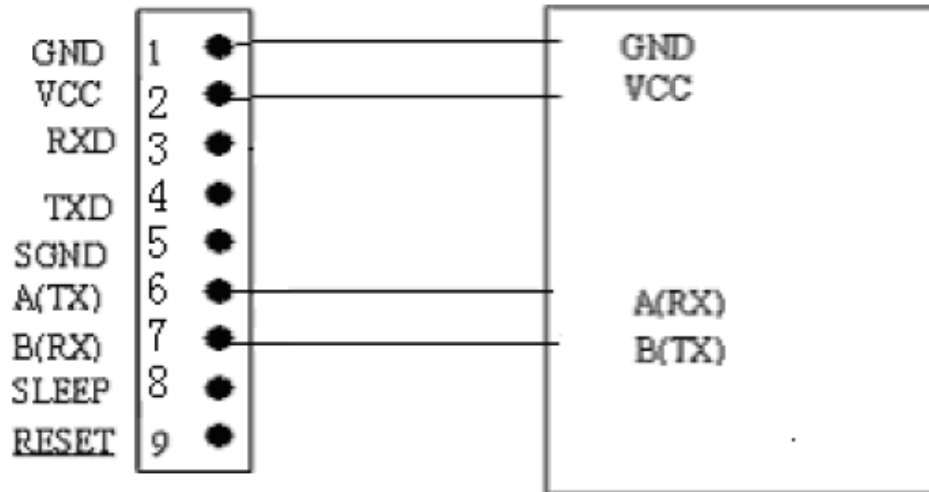 GND 1 GND
VCC 2 VCC
RXD 3
TXD 4
SGND 5
A(TX) 6 A(RX)
B(RX) 7 B(TX)
SLEEP 8
RESET 9